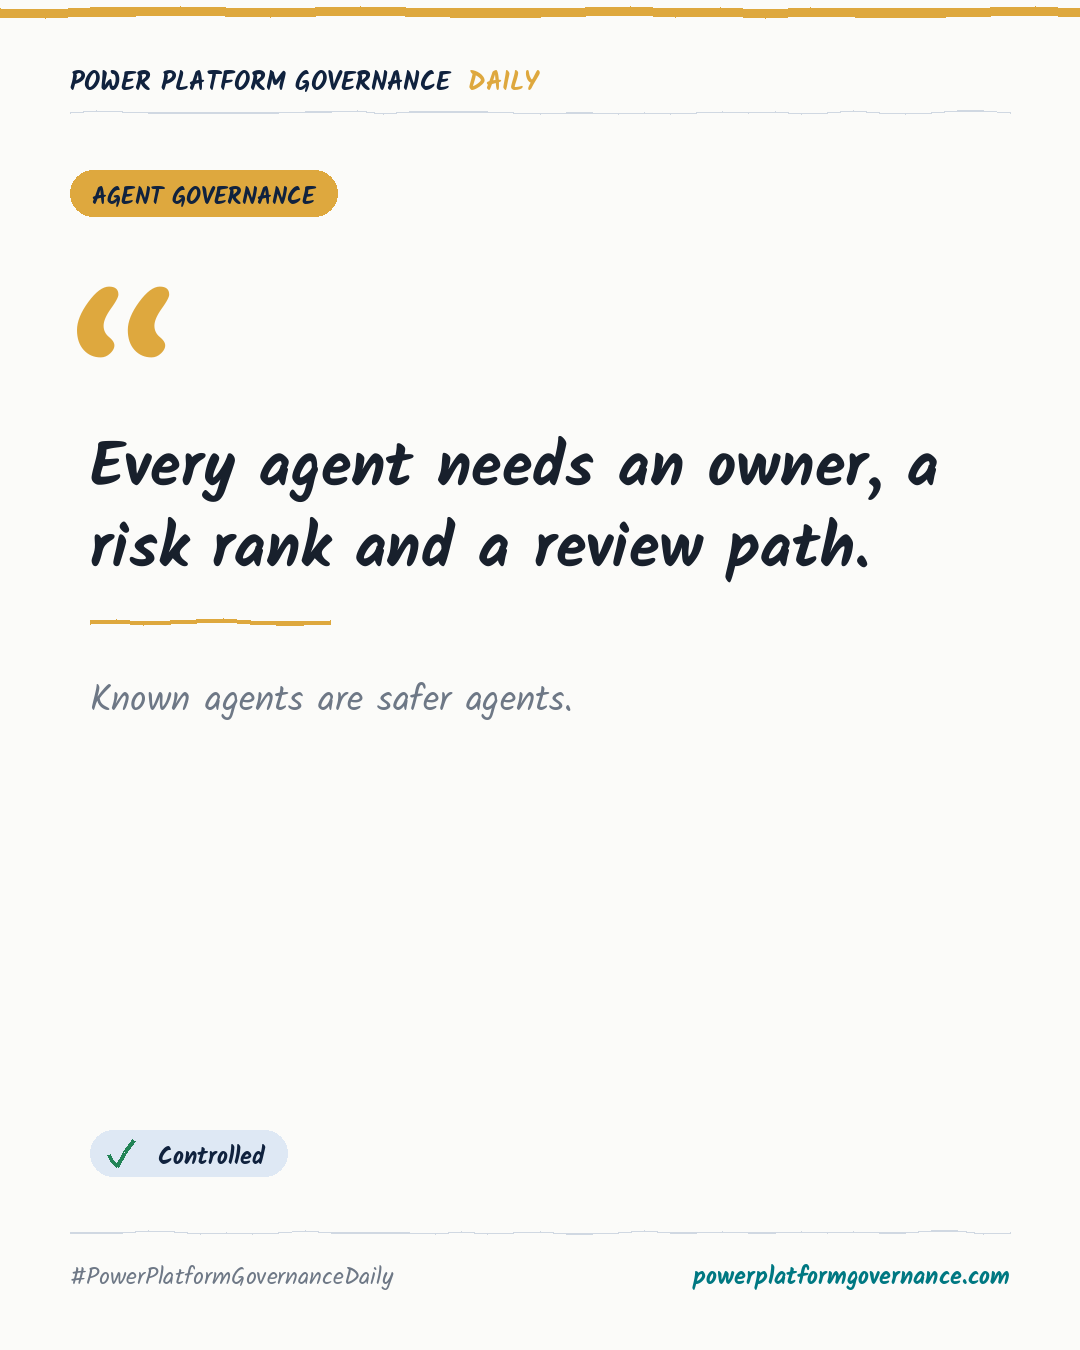 POWER PLATFORM GOVERNANCE DAILY
AGENT GOVERNANCE
“
Every agent needs an owner, a
risk rank and a review path.
Known agents are safer agents.
Controlled
#PowerPlatformGovernanceDaily
powerplatformgovernance.com